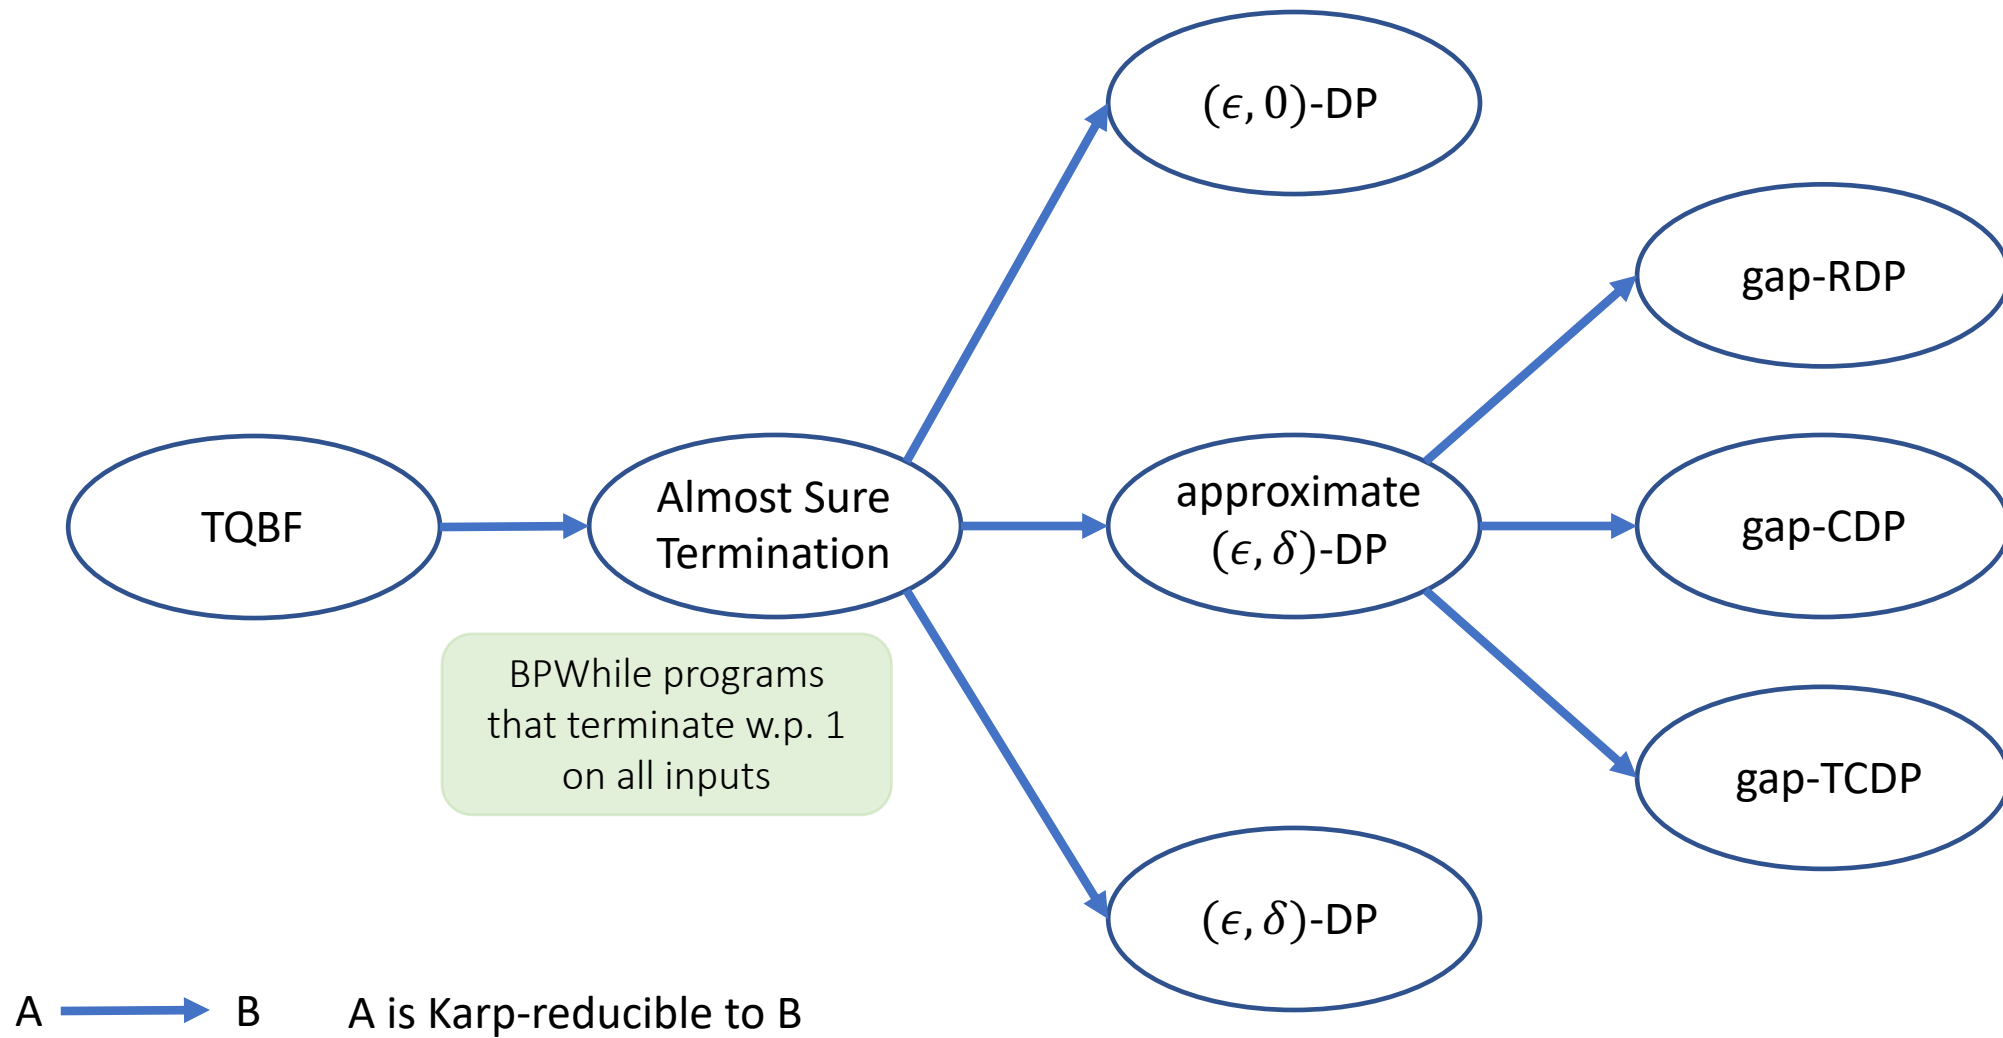 (ϵ, 0)-DP
gap-RDP
TQBF
Almost Sure
Termination
approximate
(ϵ, δ)-DP
gap-CDP
BPWhile programs
that terminate w.p. 1
on all inputs
gap-TCDP
(ϵ, δ)-DP
A B A is Karp-reducible to B